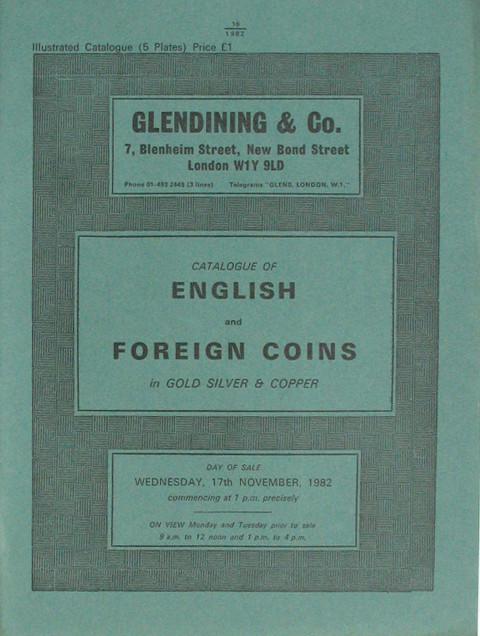 16
1982
Illustrated Catalogue (5 Plates) Price £1
GLENDINING & Co.
7, Blenheim Street, New Bond Street
London W1Y 9LD
Phone 01-493 2445 (3 lines) Telegrams "GLENS, LONDON, W.1."
CATALOGUE OF
ENGLISH
and
FOREIGN COINS
in GOLD SILVER & COPPER
DAY OF SALE
WEDNESDAY, 17th NOVEMBER, 1982
commencing at 1 p.m. precisely
ON VIEW Monday and Tuesday prior to sale
9 a.m. to 12 noon and 1 p.m. to 4 p.m.